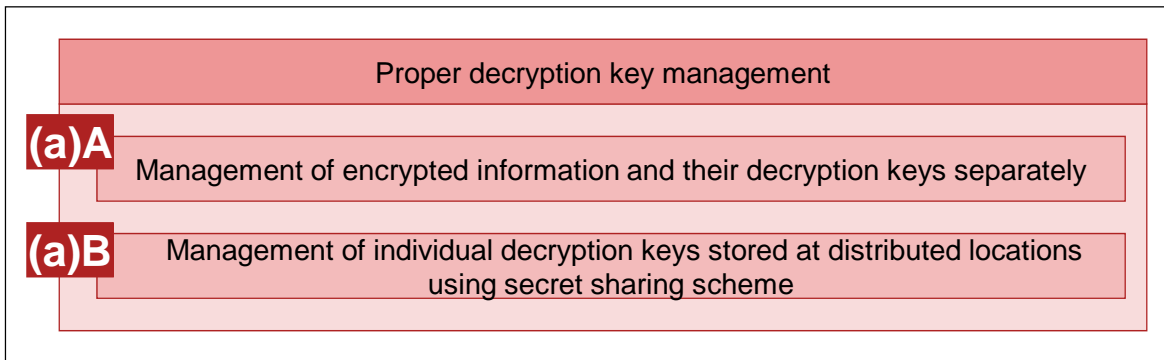 Proper decryption key management
(a)A
Management of encrypted information and their decryption keys separately
(a)B
Management of individual decryption keys stored at distributed locations
using secret sharing scheme